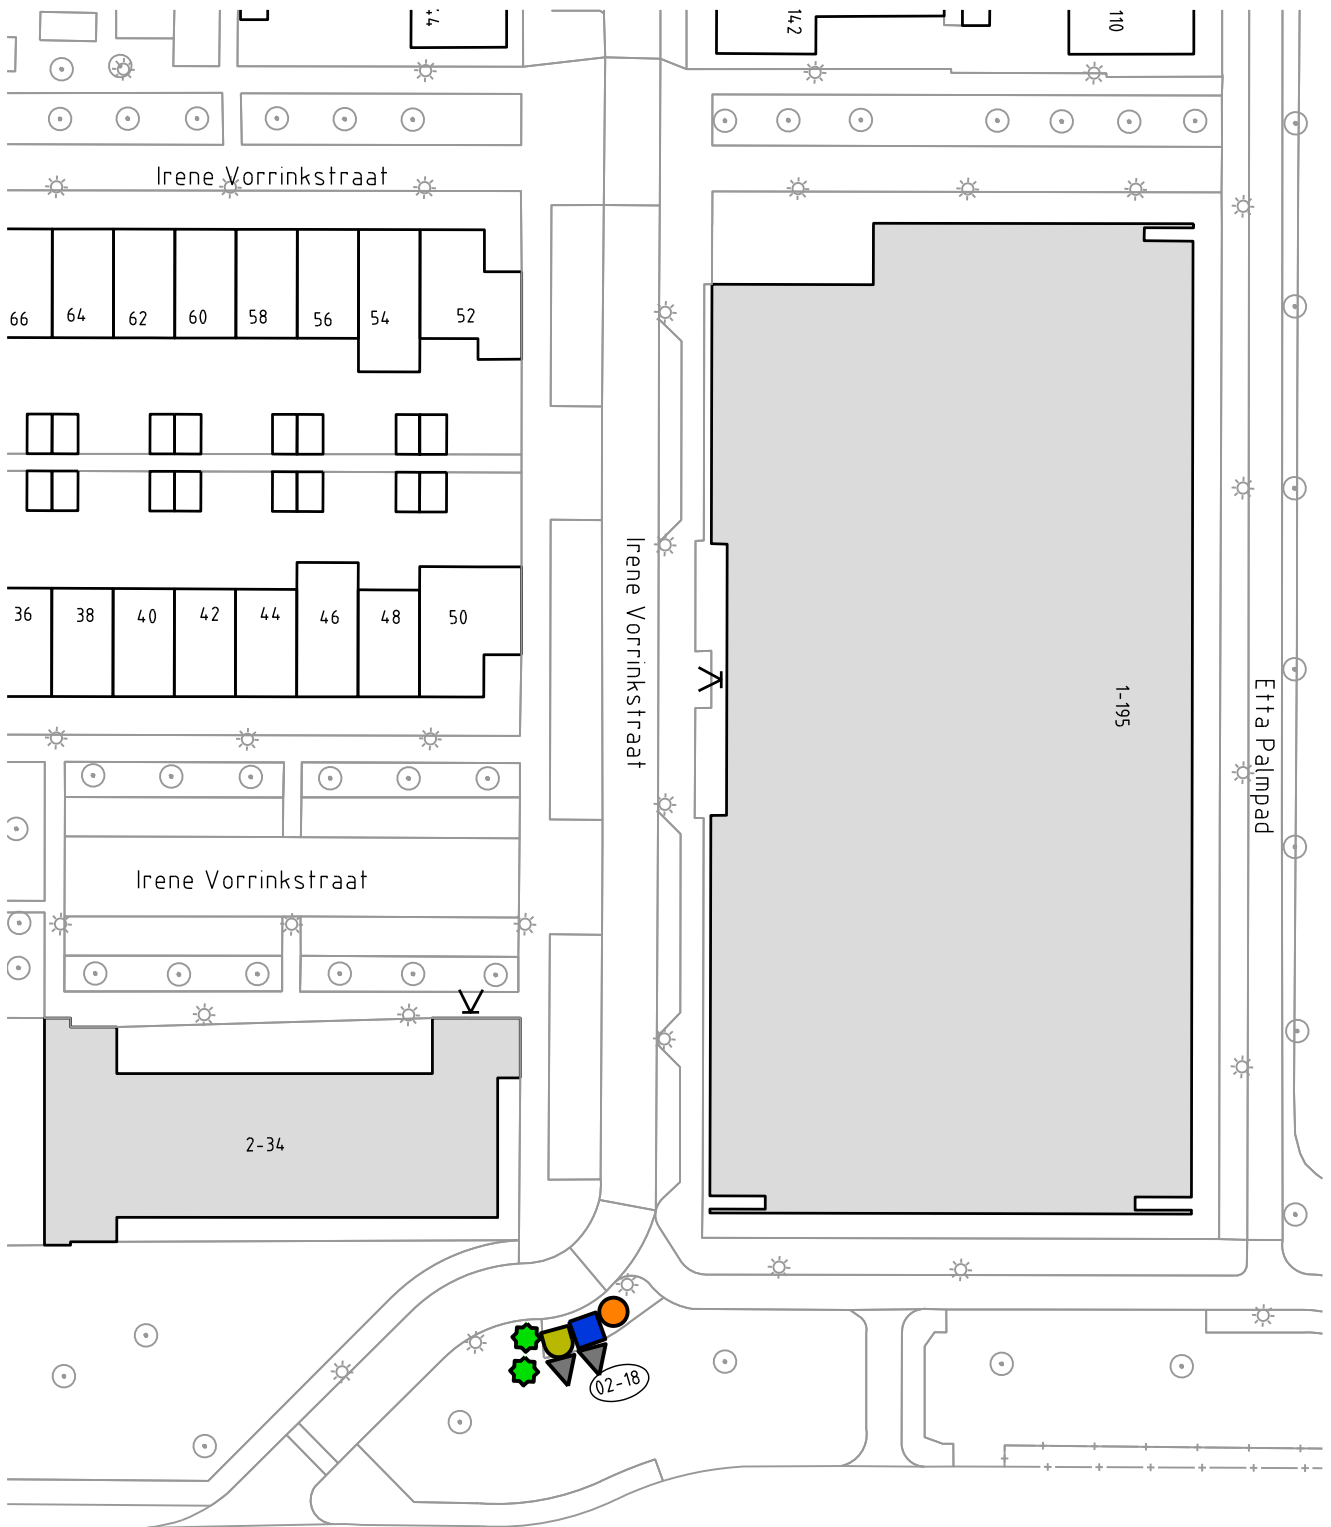 142
110
Irene Vorrinkstraat
66 64 62 60 58 56 54 52
Irene Vorrinkstraat
36 38 40 42 44 46 48 50
1-195
Etta Palmpad
Irene Vorrinkstraat
2-34
02-18